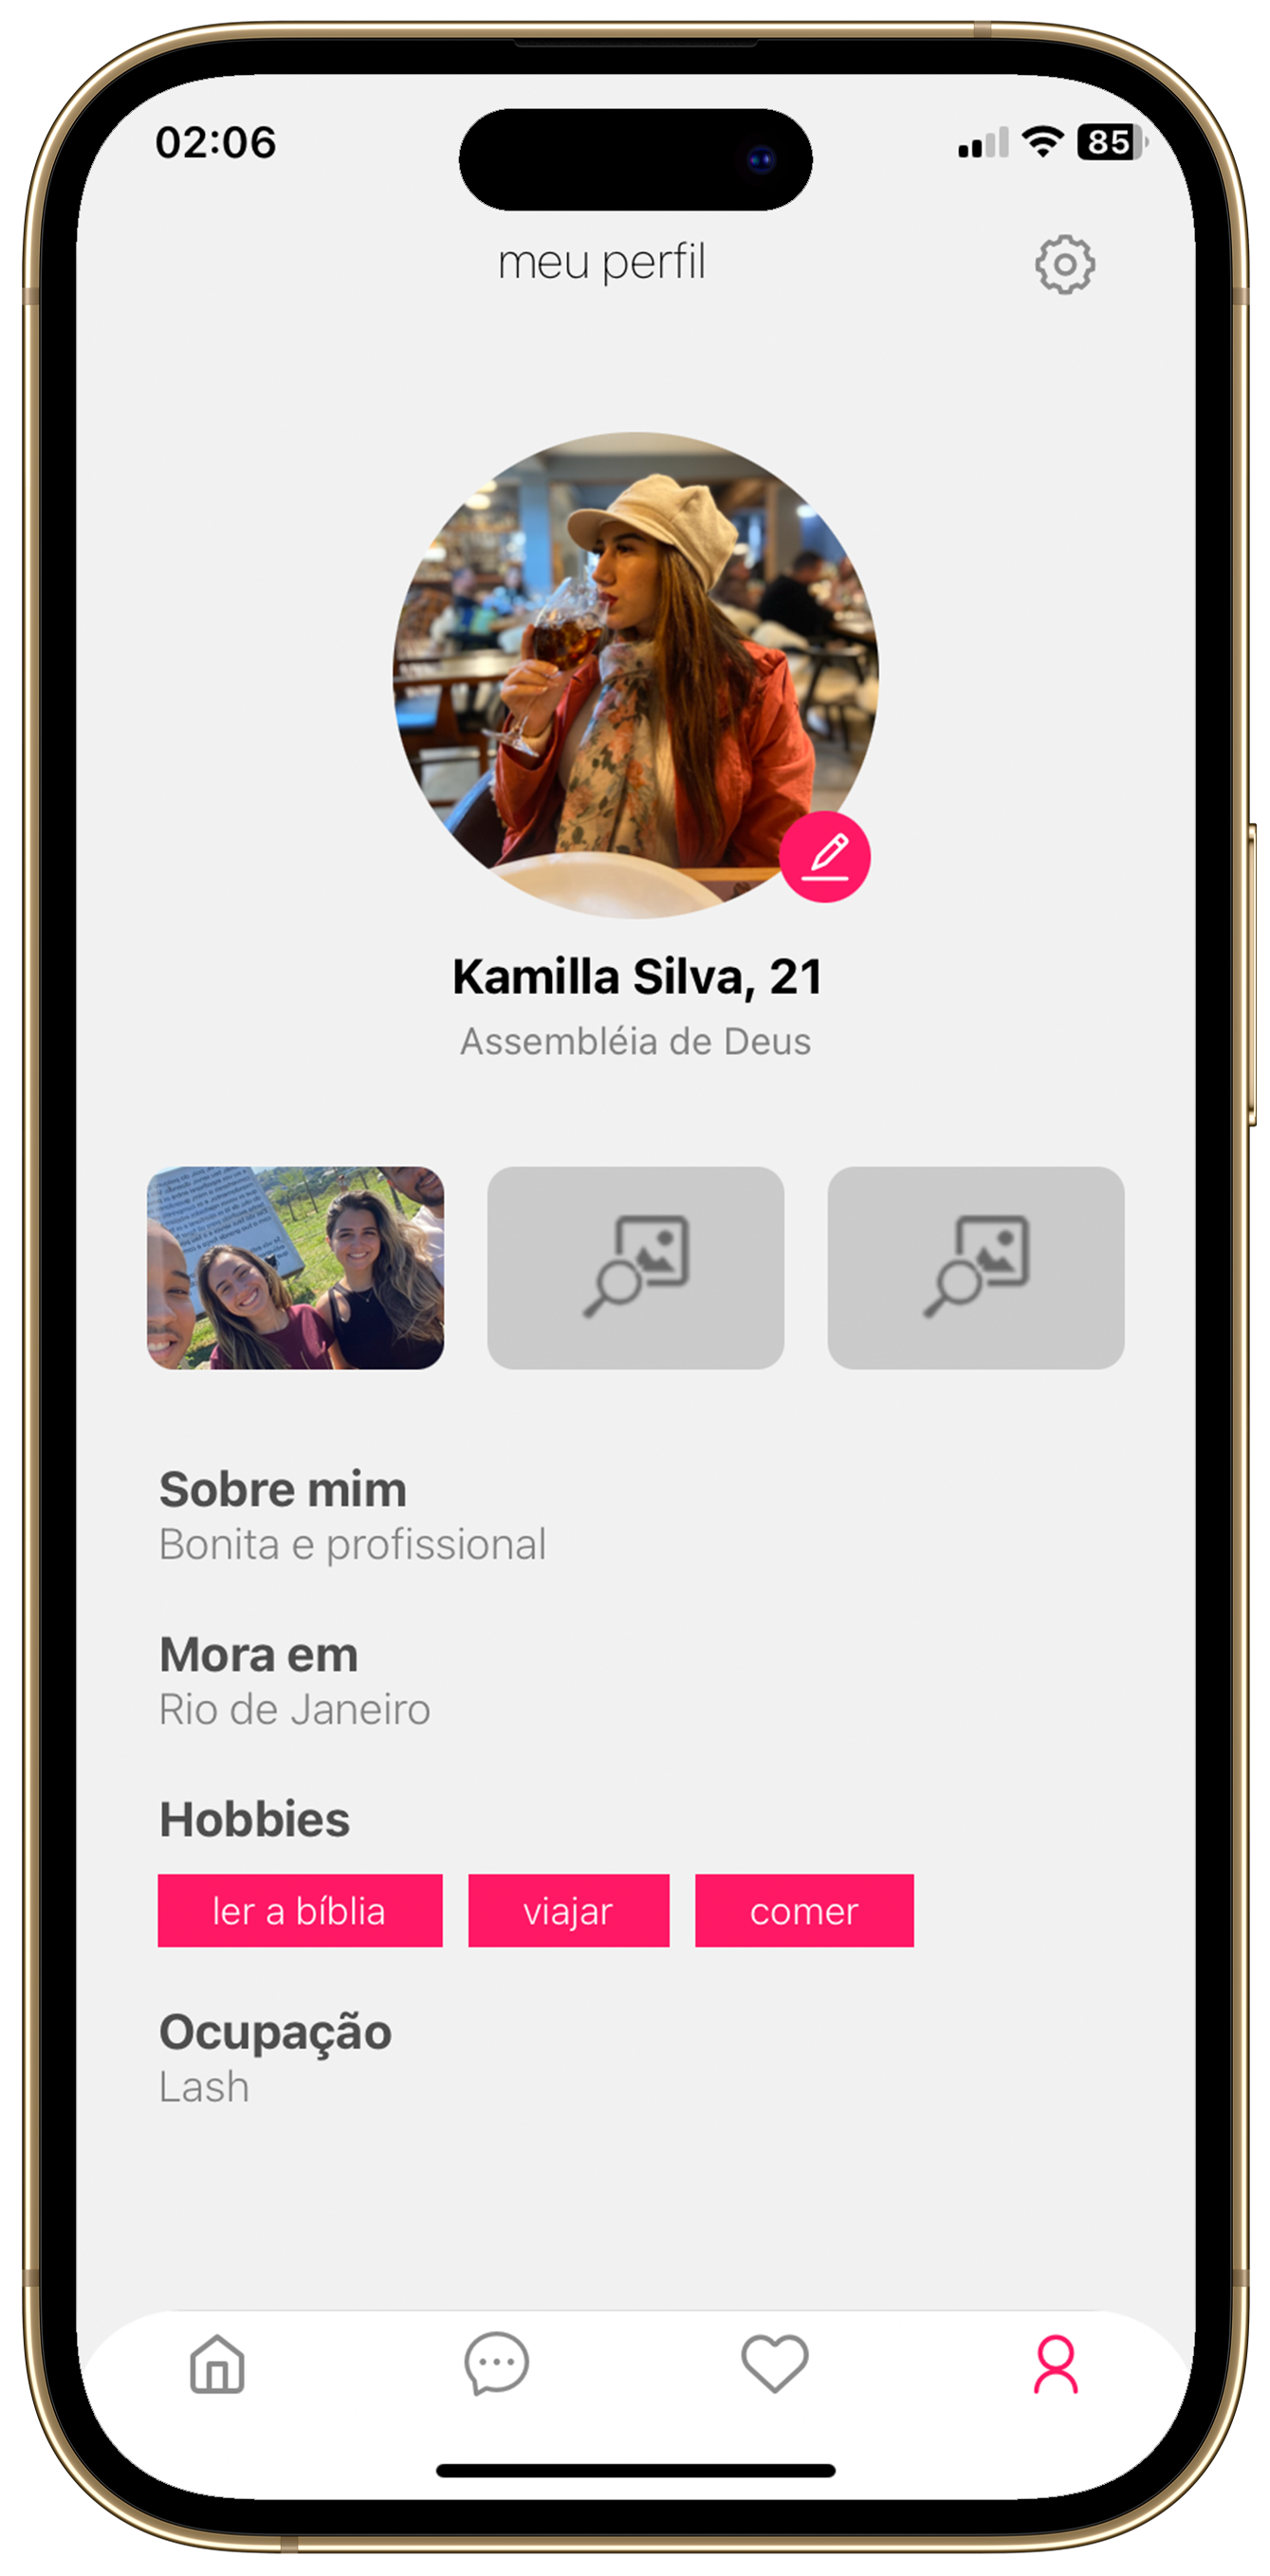 02:06
85
meu perfil
Kamilla Silva, 21
Assembléia de Deus
Sobre mim
Bonita e profissional
Mora em
Rio de Janeiro
Hobbies
ler a bíblia viajar comer
Ocupação
Lash